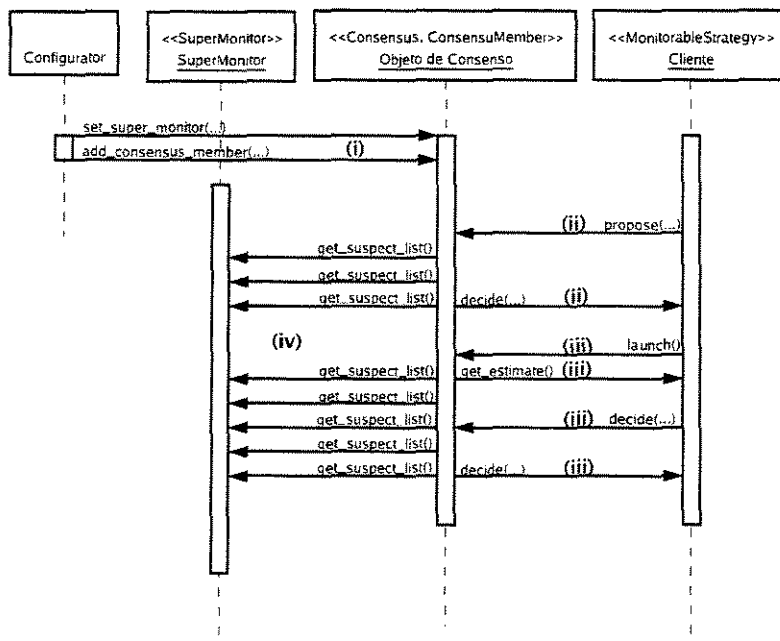 Configurator
<<SuperMonitor>>
SuperMonitor
<<Consensus, ConsensuMember>>
Objeto de Consenso
<<MonitorableStrategy>>
Cliente
set_super_monitor(...)
add_consensus_member(...) (i)
(ii) propose(...)
get_suspect_list()
get_suspect_list()
get_suspect_list() decide(...) (ii)
(iv) (iii) launch()
get_suspect_list() get_estimate() (iii)
get_suspect_list()
get_suspect_list() (iii) decide(...)
get_suspect_list()
get_suspect_list() decide(...) (iii)